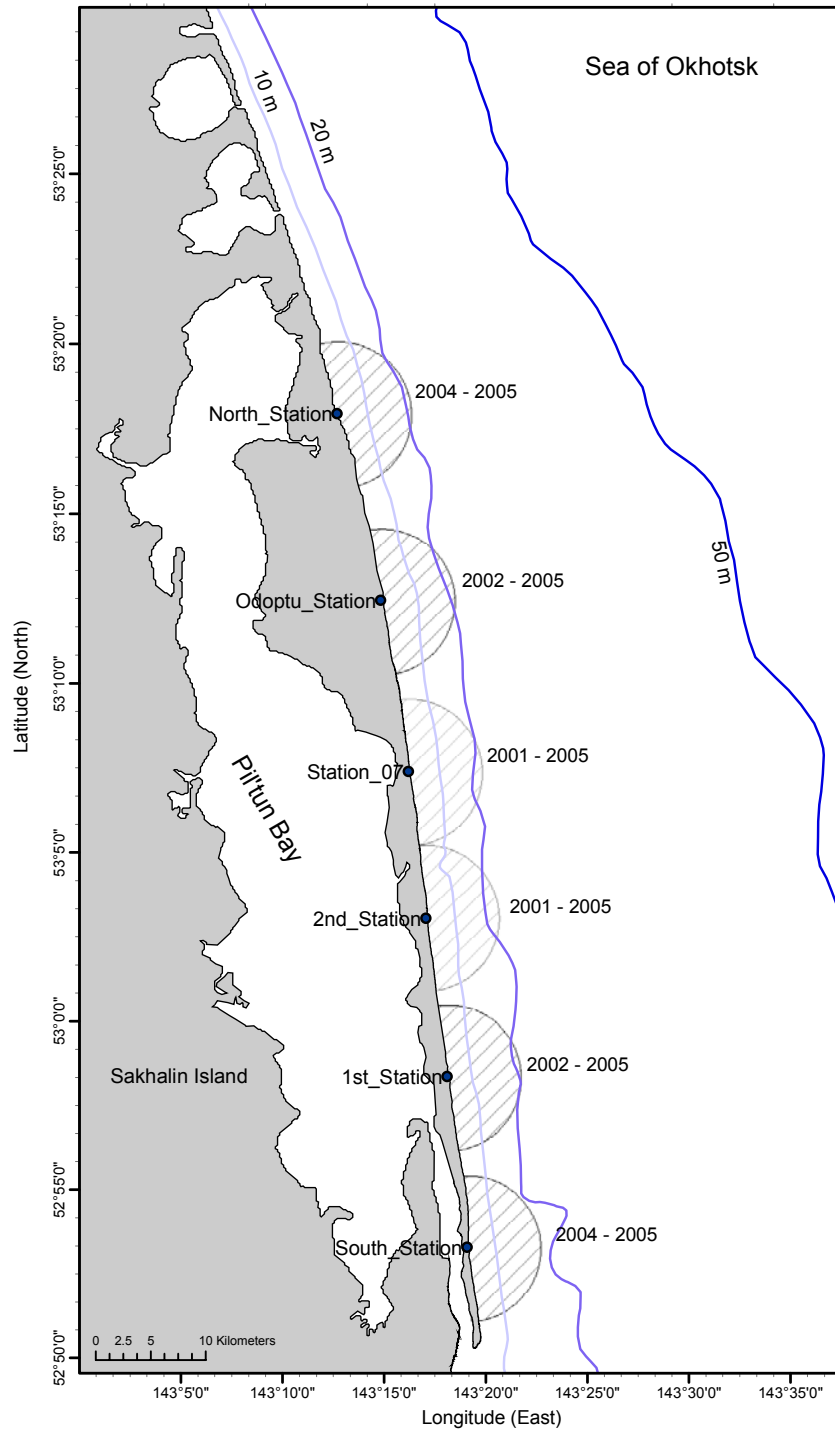 Sea of Okhotsk
10 m
20 m
50 m
North_Station
2004 - 2005
Odoptu_Station
2002 - 2005
Station_07
2001 - 2005
2nd_Station
2001 - 2005
1st_Station
2002 - 2005
South_Station
2004 - 2005
Pil'tun Bay
Sakhalin Island
0 2.5 5 10 Kilometers
Latitude (North)
53°25'0"
53°20'0"
53°15'0"
53°10'0"
53°5'0"
53°0'0"
52°55'0"
52°50'0"
143°5'0" 143°10'0" 143°15'0" 143°20'0" 143°25'0" 143°30'0" 143°35'0"
Longitude (East)